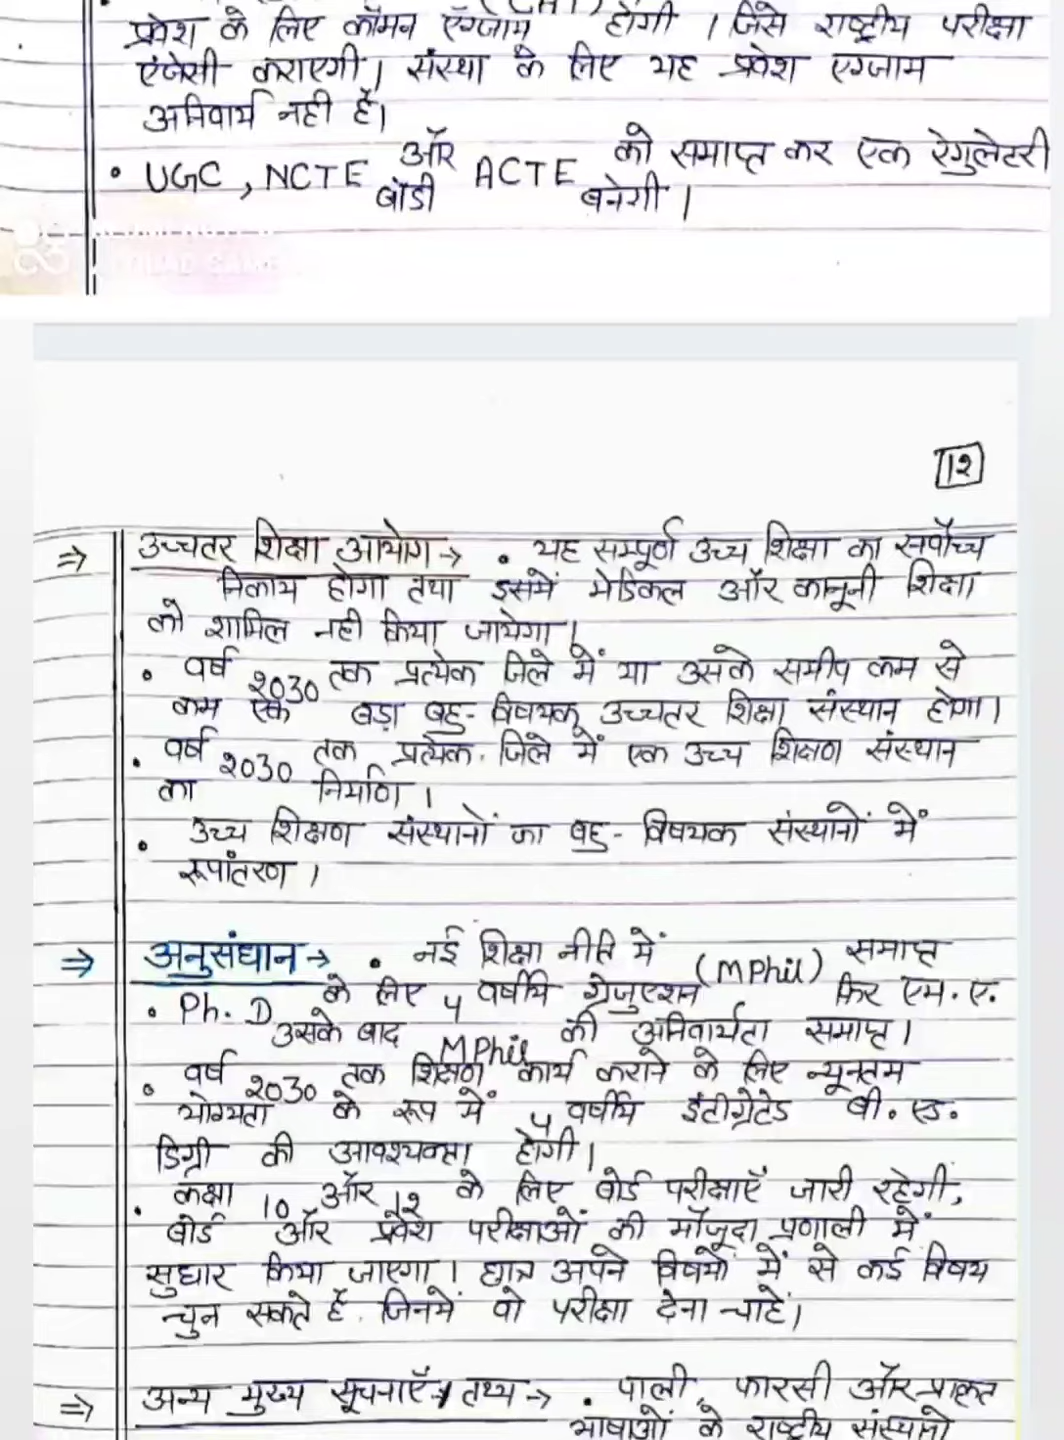 प्रवेश के लिए कॉमन एग्जाम होगी । जिसे राष्ट्रीय परीक्षा
एंजेसी कराएगी। संस्था के लिए यह प्रवेश एग्जाम
अनिवार्य नही है।
• UGC, NCTE और ACTE को समाप्त कर एक रेगुलेटरी
बॉडी बनेगी ।
12
⇒ उच्चतर शिक्षा आयोग → • यह सम्पूर्ण उच्च शिक्षा का सर्वोच्च
निकाय होगा तथा इसमें मेडिकल और कानूनी शिक्षा
को शामिल नही किया जायेगा ।
• वर्ष 2030 तक प्रत्येक जिले में या उसके समीप कम से
कम एक बड़ा बहु-विषयक उच्चतर शिक्षा संस्थान होगा।
• वर्ष 2030 तक प्रत्येक जिले में एक उच्च शिक्षण संस्थान
का निर्माण ।
• उच्च शिक्षण संस्थानों का बहु-विषयक संस्थानों में
रूपांतरण ।
⇒ अनुसंधान → • नई शिक्षा नीति में (MPhil) समाप्त
• Ph. D के लिए 4 वर्षीय ग्रेजुएशन फिर एम.ए.
उसके बाद MPhil की अनिवार्यता समाप्त।
• वर्ष 2030 तक शिक्षण कार्य कराने के लिए न्यूनतम
योग्यता के रूप में 4 वर्षीय इंटीग्रेटेड बी. एड.
डिग्री की आवश्यक्ता होगी।
• कक्षा 10 और 12 के लिए बोर्ड परीक्षाएँ जारी रहेगी,
बोर्ड और प्रवेश परीक्षाओं की मौजूदा प्रणाली में
सुधार किया जाएगा । छात्र अपने विषयों में से कई विषय
चुन सकते हैं. जिनमें वो परीक्षा देना चाहें।
⇒ अन्य मुख्य सूचनाएँ तथ्य → • पाली, फारसी और प्राकृत
भाषाओं के राष्ट्रीय संस्थानो